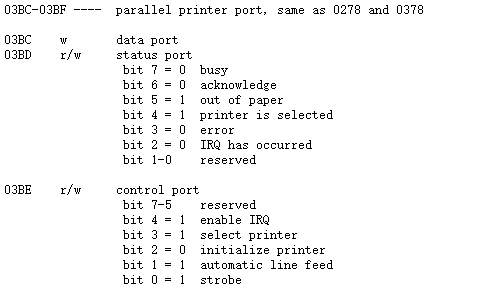 03BC-03BF ----  parallel printer port, same as 0278 and 0378
03BC    w       data port
03BD    r/w     status port
                 bit 7 = 0  busy
                 bit 6 = 0  acknowledge
                 bit 5 = 1  out of paper
                 bit 4 = 1  printer is selected
                 bit 3 = 0  error
                 bit 2 = 0  IRQ has occurred
                 bit 1-0    reserved
03BE    r/w     control port
                 bit 7-5    reserved
                 bit 4 = 1  enable IRQ
                 bit 3 = 1  select printer
                 bit 2 = 0  initialize printer
                 bit 1 = 1  automatic line feed
                 bit 0 = 1  strobe